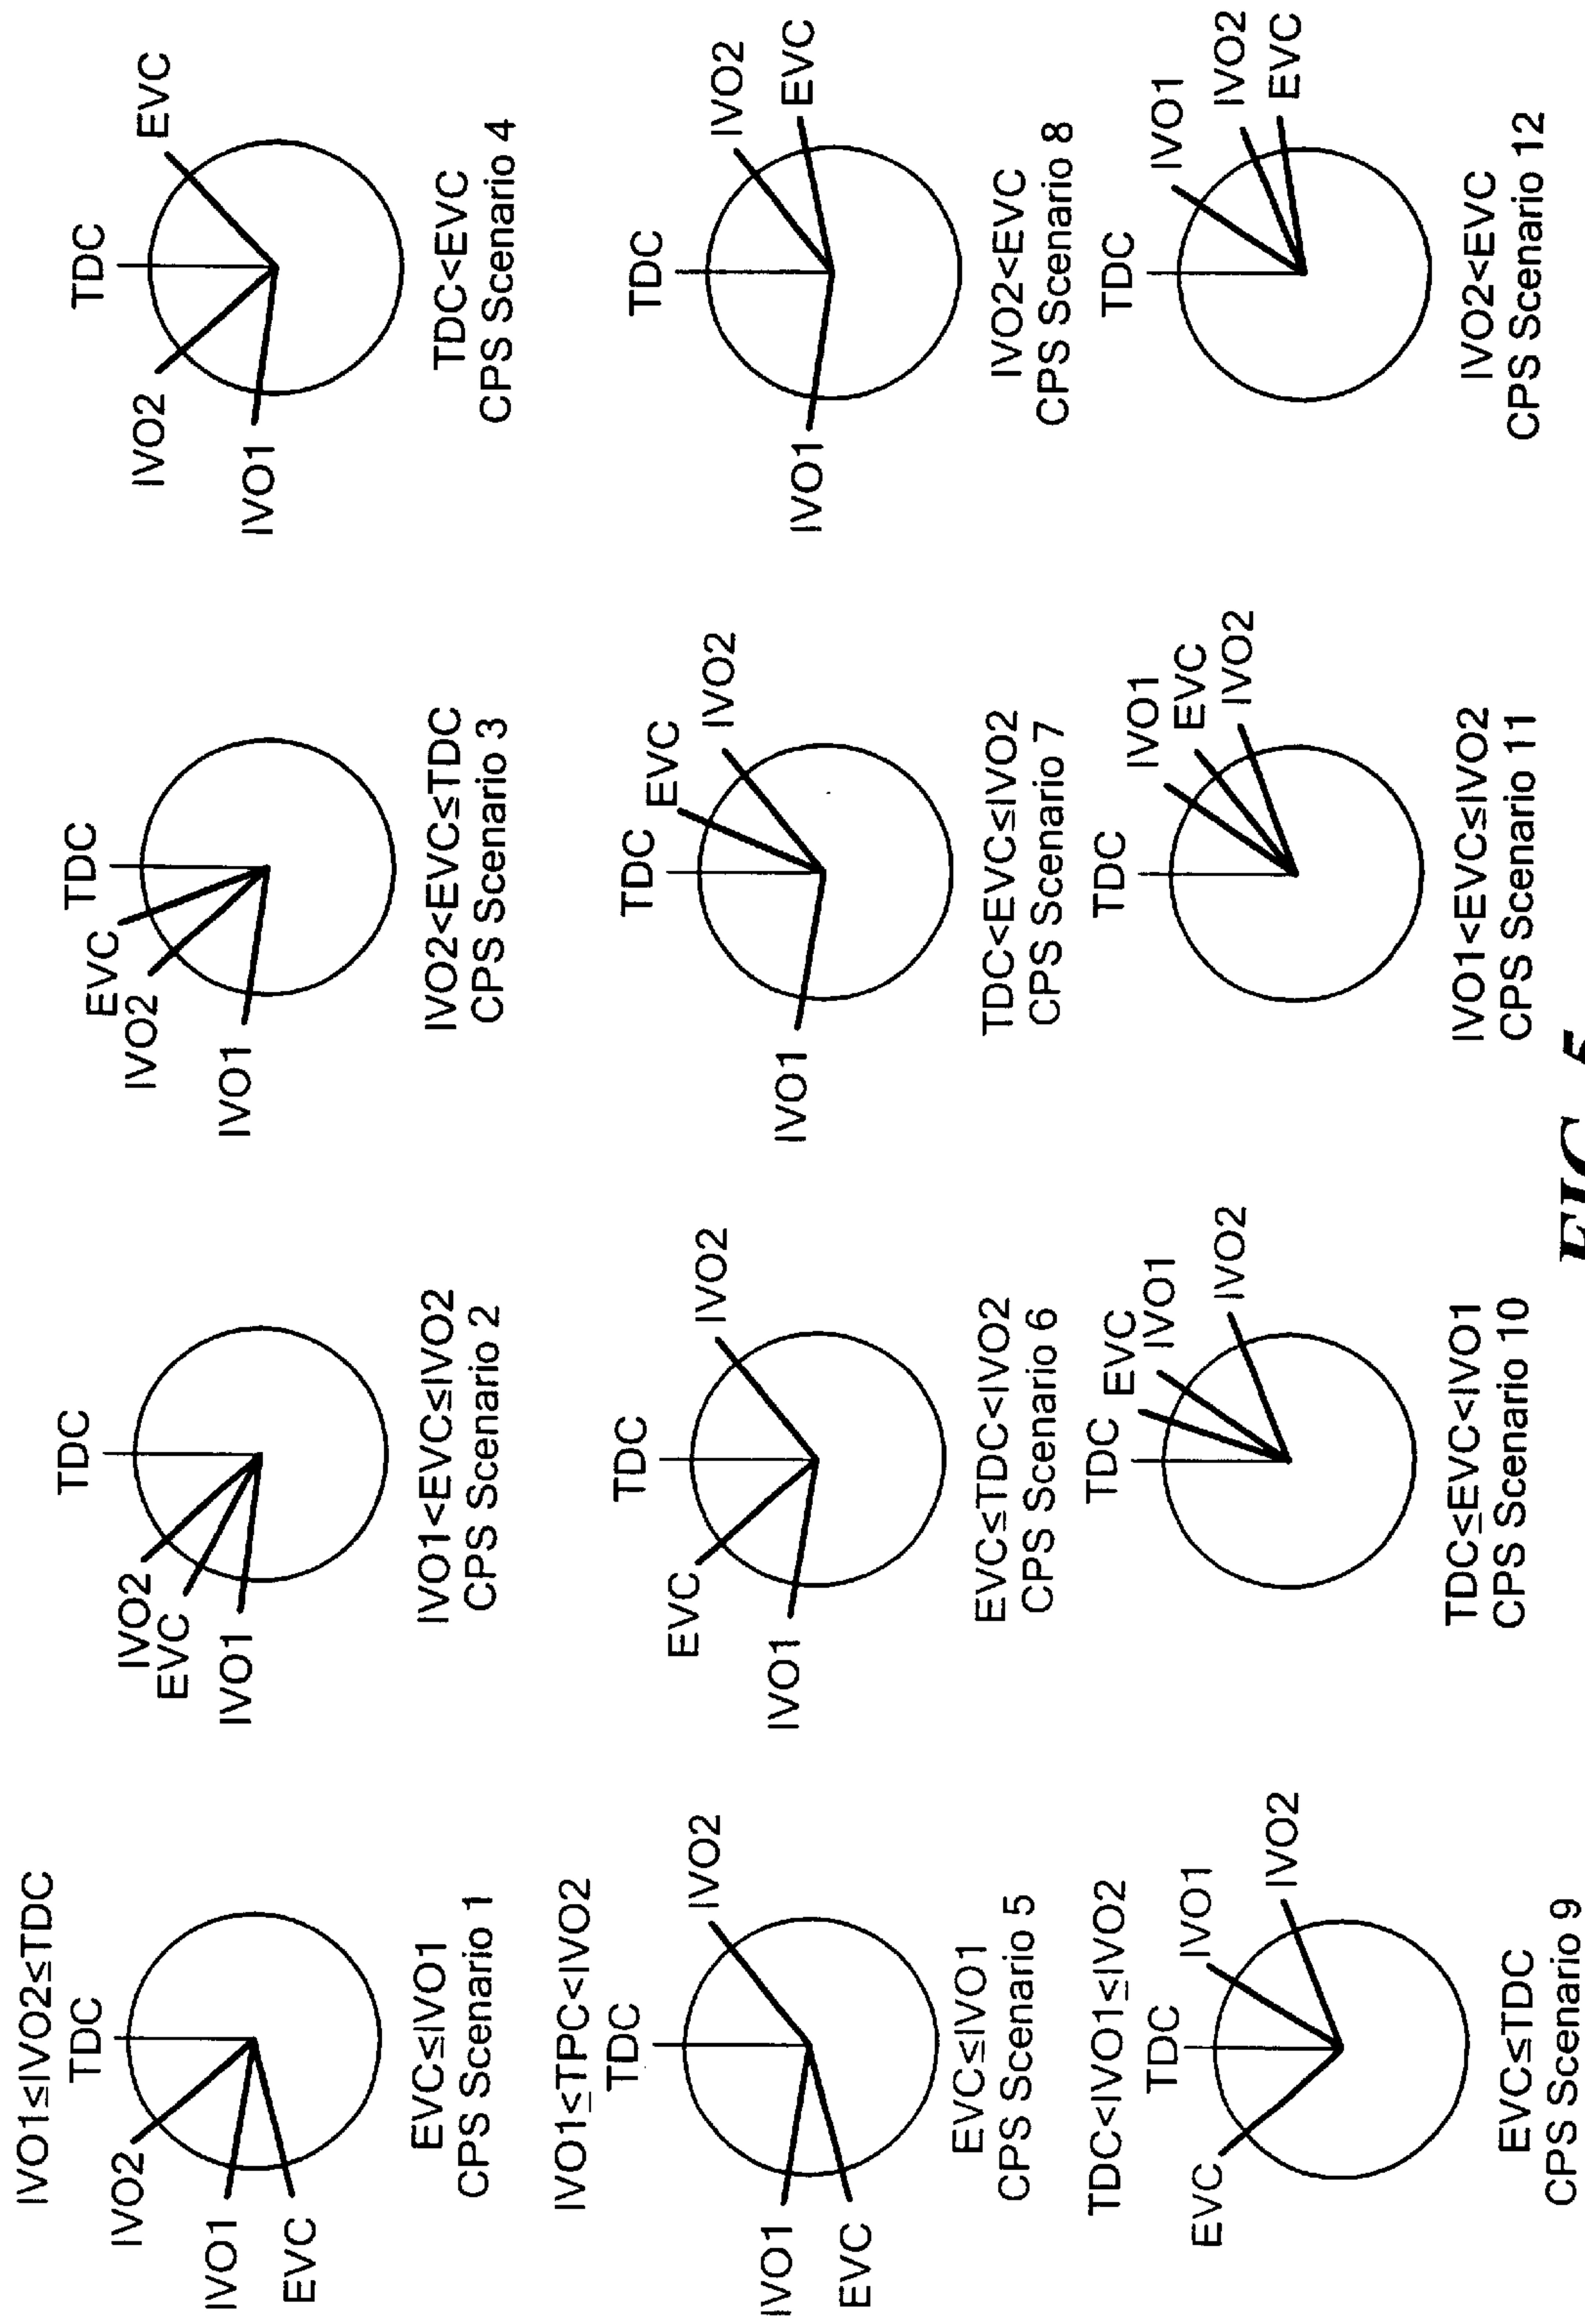 IVO1≤IVO2≤TDC
TDC
IVO2
IVO1
EVC
EVC≤IVO1
CPS Scenario 1
TDC
IVO2
EVC
IVO1
IVO1<EVC≤IVO2
CPS Scenario 2
TDC
EVC
IVO2
IVO1
IVO2<EVC≤TDC
CPS Scenario 3
TDC
IVO2
EVC
IVO1
TDC<EVC
CPS Scenario 4
IVO1≤TPC<IVO2
TDC
IVO2
IVO1
EVC
EVC≤IVO1
CPS Scenario 5
TDC
IVO2
EVC
IVO1
EVC≤TDC<IVO2
CPS Scenario 6
TDC
EVC
IVO2
IVO1
TDC<EVC≤IVO2
CPS Scenario 7
TDC
IVO2
EVC
IVO1
IVO2<EVC
CPS Scenario 8
TDC<IVO1≤IVO2
TDC
IVO1
EVC
IVO2
EVC≤TDC
CPS Scenario 9
TDC
EVC
IVO1
IVO2
TDC≤EVC<IVO1
CPS Scenario 10
TDC
IVO1
EVC
IVO2
IVO1<EVC≤IVO2
CPS Scenario 11
TDC
IVO1
IVO2
EVC
IVO2<EVC
CPS Scenario 12
FIG. 5